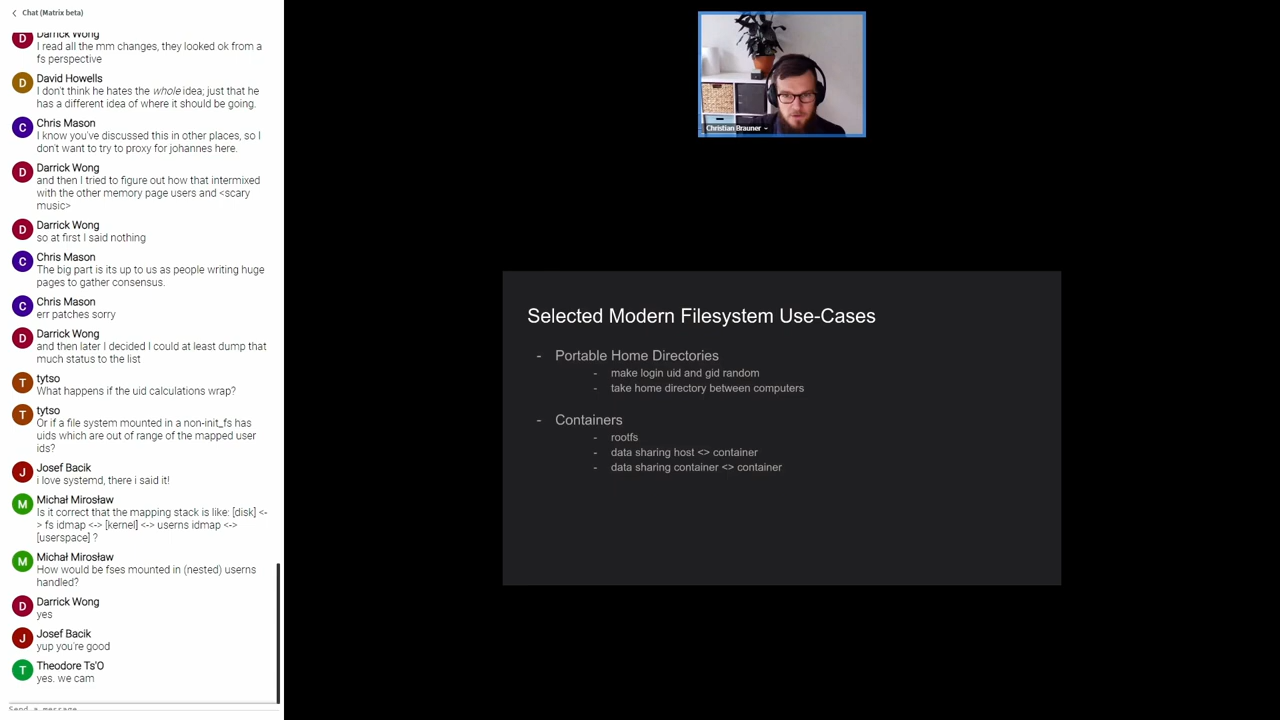 Chat (Matrix beta)
Darrick Wong
I read all the mm changes, they looked ok from a
fs perspective
David Howells
I don't think he hates the whole idea; just that he
has a different idea of where it should be going.
Chris Mason
I know you've discussed this in other places, so I
don't want to try to proxy for johannes here.
Darrick Wong
and then I tried to figure out how that intermixed
with the other memory page users and <scary
music>
Darrick Wong
so at first I said nothing
Chris Mason
The big part is its up to us as people writing huge
pages to gather consensus.
Chris Mason
err patches sorry
Darrick Wong
and then later I decided I could at least dump that
much status to the list
tytso
What happens if the uid calculations wrap?
tytso
Or if a file system mounted in a non-init_fs has
uids which are out of range of the mapped user
ids?
Josef Bacik
i love systemd, there i said it!
Michał Mirosław
Is it correct that the mapping stack is like: [disk] <-
> fs idmap <-> [kernel] <-> userns idmap <->
[userspace] ?
Michał Mirosław
How would be fses mounted in (nested) userns
handled?
Darrick Wong
yes
Josef Bacik
yup you're good
Theodore Ts'O
yes. we cam
Send a message
D
D
C
D
D
C
C
D
T
T
J
M
M
D
J
T
Christian Brauner
Selected Modern Filesystem Use-Cases
- Portable Home Directories
- make login uid and gid random
- take home directory between computers
- Containers
- rootfs
- data sharing host <> container
- data sharing container <> container